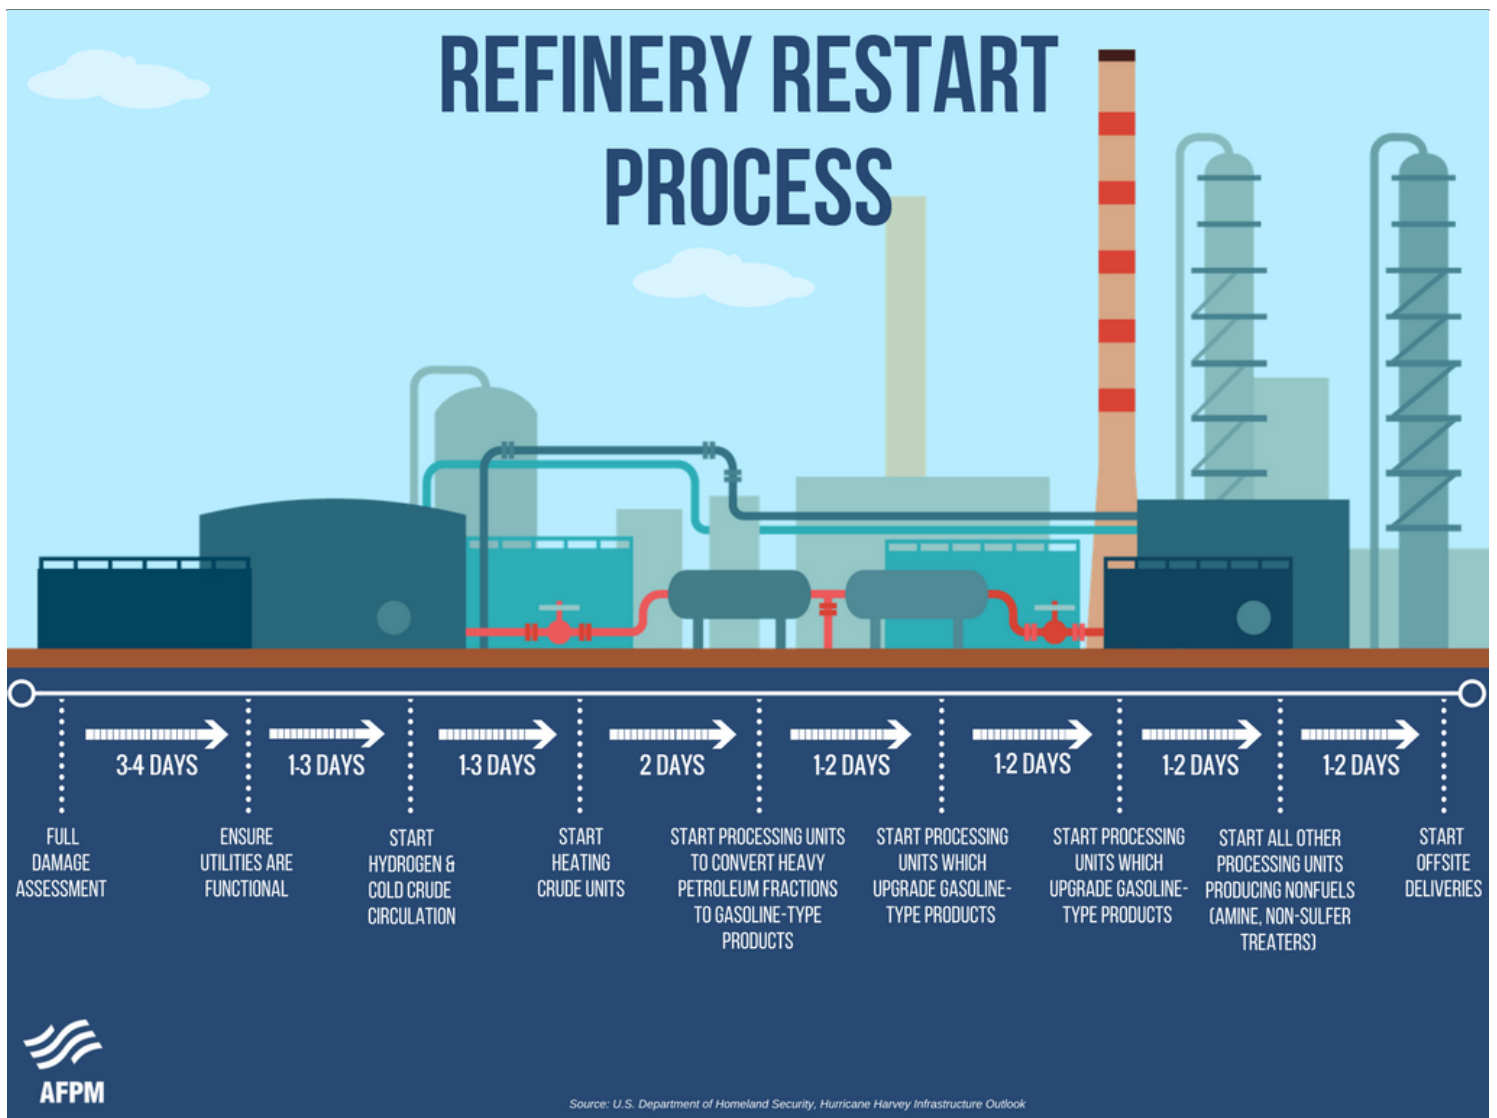 REFINERY RESTART
PROCESS
3-4 DAYS
1-3 DAYS
1-3 DAYS
2 DAYS
1-2 DAYS
1-2 DAYS
1-2 DAYS
1-2 DAYS
FULL
DAMAGE
ASSESSMENT
ENSURE
UTILITIES ARE
FUNCTIONAL
START
HYDROGEN &
COLD CRUDE
CIRCULATION
START
HEATING
CRUDE UNITS
START PROCESSING UNITS
TO CONVERT HEAVY
PETROLEUM FRACTIONS
TO GASOLINE-TYPE
PRODUCTS
START PROCESSING
UNITS WHICH
UPGRADE GASOLINE-
TYPE PRODUCTS
START PROCESSING
UNITS WHICH
UPGRADE GASOLINE-
TYPE PRODUCTS
START ALL OTHER
PROCESSING UNITS
PRODUCING NONFUELS
(AMINE, NON-SULFER
TREATERS)
START
OFFSITE
DELIVERIES
AFPM
Source: U.S. Department of Homeland Security, Hurricane Harvey Infrastructure Outlook